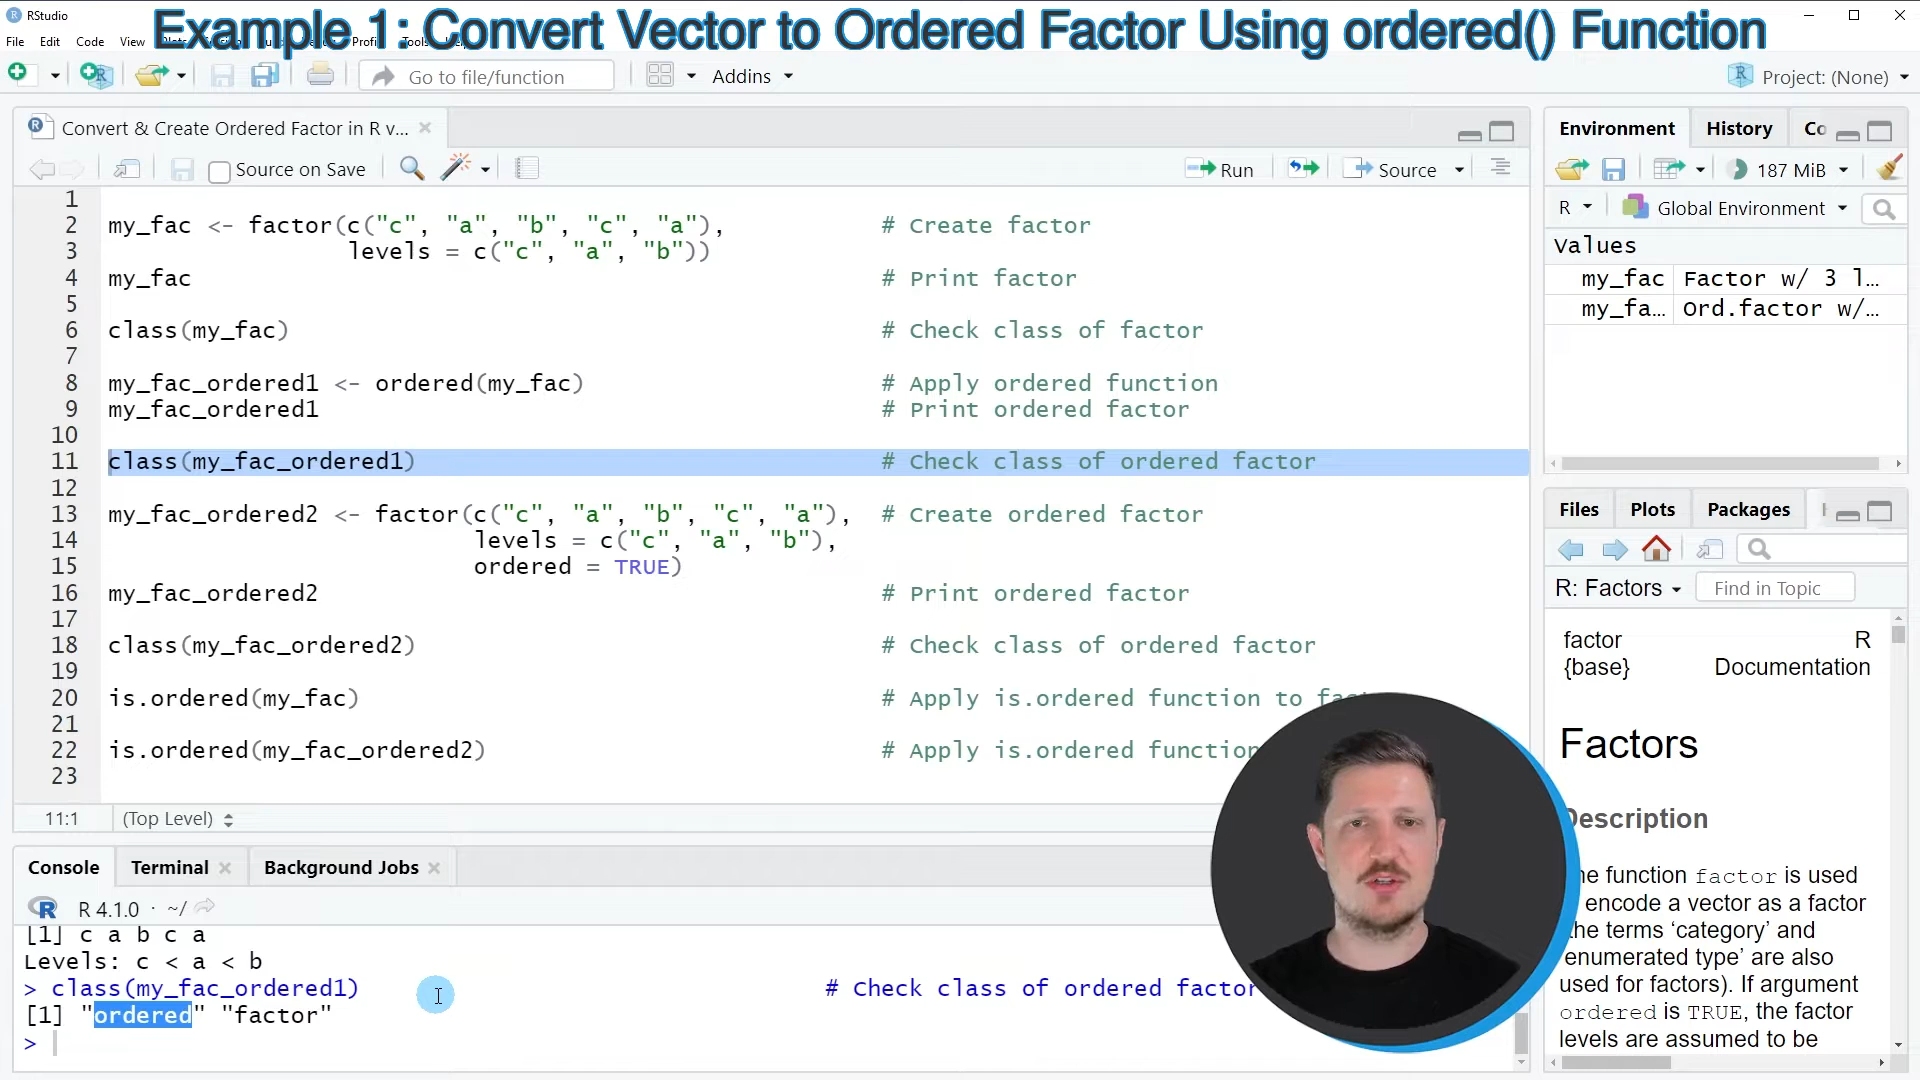 RStudio
Example 1: Convert Vector to Ordered Factor Using ordered() Function
File Edit Code View
Go to file/function
Addins
Project: (None)
Convert & Create Ordered Factor in R v...
Source on Save
Run
Source
1
2 my_fac <- factor(c("c", "a", "b", "c", "a"), # Create factor
3 levels = c("c", "a", "b"))
4 my_fac # Print factor
5
6 class(my_fac) # Check class of factor
7
8 my_fac_ordered1 <- ordered(my_fac) # Apply ordered function
9 my_fac_ordered1 # Print ordered factor
10
11 class(my_fac_ordered1) # Check class of ordered factor
12
13 my_fac_ordered2 <- factor(c("c", "a", "b", "c", "a"), # Create ordered factor
14 levels = c("c", "a", "b"),
15 ordered = TRUE)
16 my_fac_ordered2 # Print ordered factor
17
18 class(my_fac_ordered2) # Check class of ordered factor
19
20 is.ordered(my_fac) # Apply is.ordered function to
21
22 is.ordered(my_fac_ordered2) # Apply is.ordered function
23
11:1 (Top Level)
Console Terminal Background Jobs
R 4.1.0 · ~/
[1] c a b c a
Levels: c < a < b
> class(my_fac_ordered1) # Check class of ordered factor
[1] "ordered" "factor"
>
Environment History Co
187 MiB
R Global Environment
Values
my_fac Factor w/ 3 l...
my_fa... Ord.factor w/...
Files Plots Packages
R: Factors Find in Topic
factor R
{base} Documentation
Factors
Description
function factor is used
encode a vector as a factor
terms ‘category’ and
enumerated type’ are also
used for factors). If argument
ordered is TRUE, the factor
levels are assumed to be